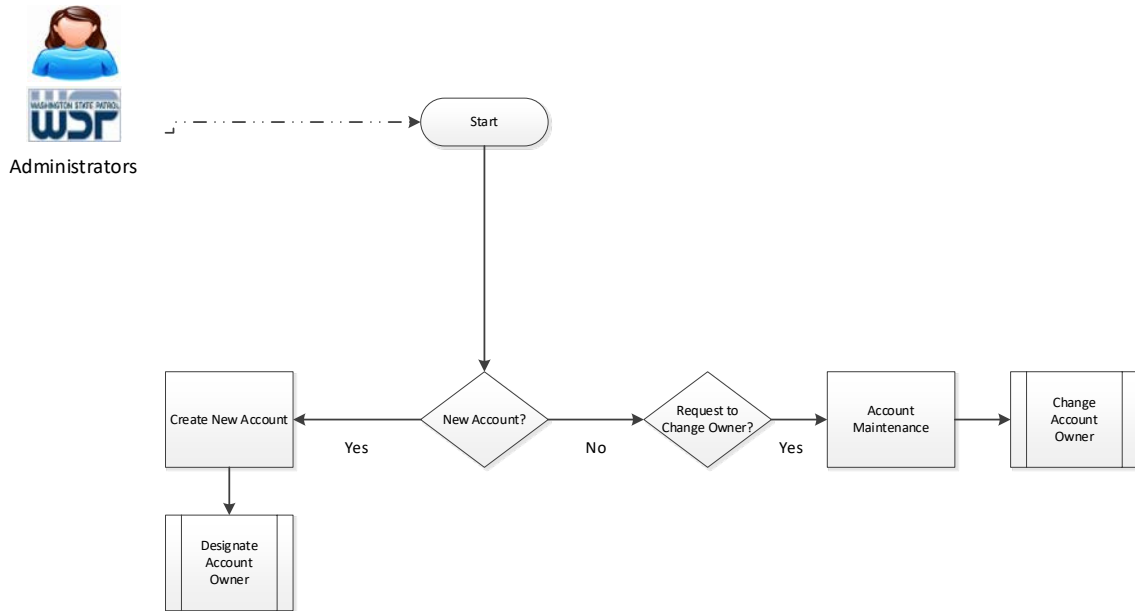 WASHINGTON STATE PATROL
WSP
Administrators
Start
Create New Account
Yes
New Account?
No
Request to
Change Owner?
Yes
Account
Maintenance
Change
Account
Owner
Designate
Account
Owner